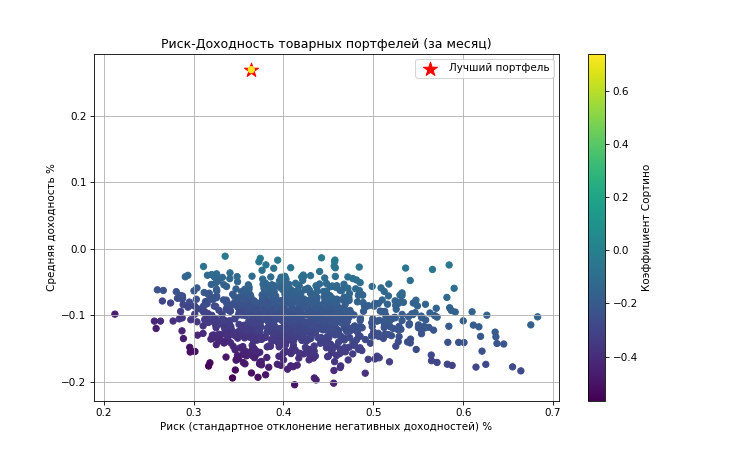 Риск-Доходность товарных портфелей (за месяц)
Лучший портфель
Средняя доходность %
0.2
0.1
0.0
−0.1
−0.2
0.2 0.3 0.4 0.5 0.6 0.7
Риск (стандартное отклонение негативных доходностей) %
0.6
0.4
0.2
0.0
−0.2
−0.4
Коэффициент Сортино